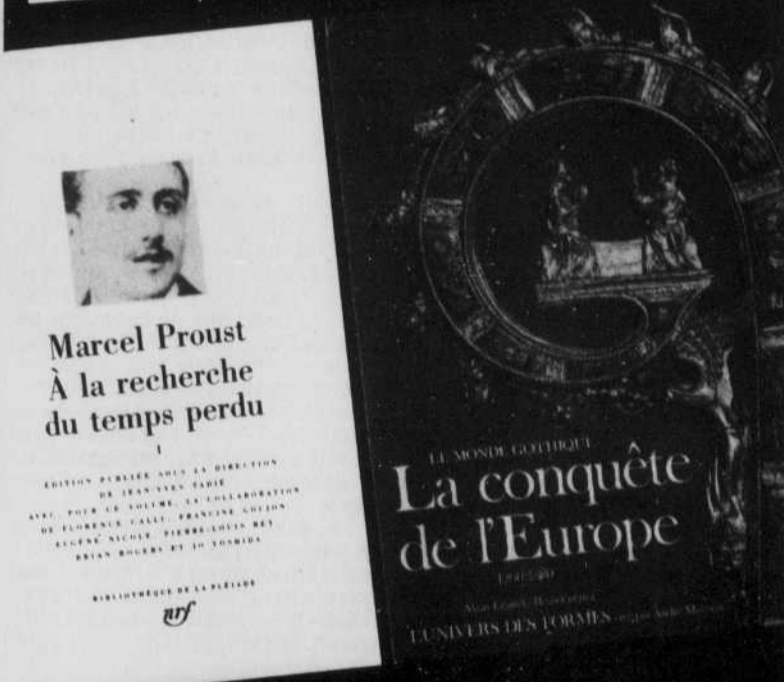 Marcel Proust
À la recherche
du temps perdu
I
ÉDITION PUBLIÉE SOUS LA DIRECTION
DE JEAN-YVES TADIÉ
AVEC, POUR CE VOLUME, LA COLLABORATION
DE FLORENCE CALLU, FRANCINE GOUJON
EUGÈNE NICOLE, PIERRE-LOUIS REY
BRIAN ROGERS ET JO YOSHIDA
BIBLIOTHÈQUE DE LA PLÉIADE
nrf
LE MONDE GOTHIQUE
La conquête
de l'Europe
L'UNIVERS DES FORMES